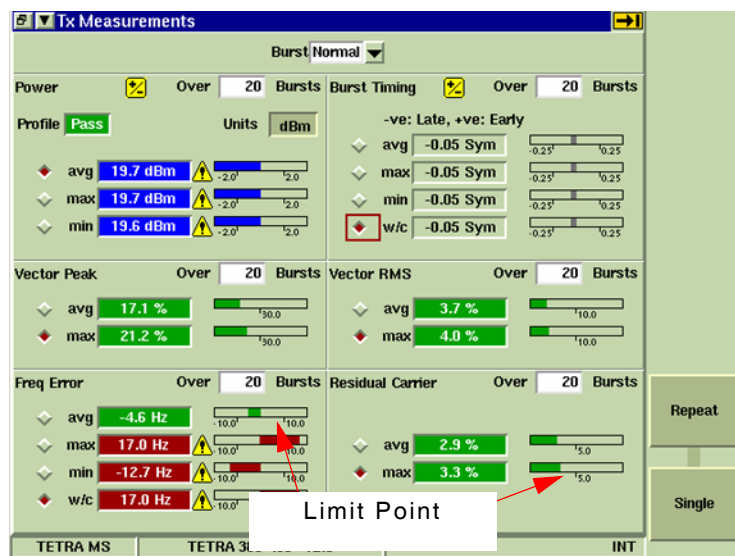 Tx Measurements
Burst Normal
Power Over 20 Bursts
Profile Pass Units dBm
avg 19.7 dBm -2.0 2.0
max 19.7 dBm -2.0 2.0
min 19.6 dBm -2.0 2.0
Burst Timing Over 20 Bursts
-ve: Late, +ve: Early
avg -0.05 Sym -0.25 0.25
max -0.05 Sym -0.25 0.25
min -0.05 Sym -0.25 0.25
w/c -0.05 Sym -0.25 0.25
Vector Peak Over 20 Bursts
avg 17.1 % 30.0
max 21.2 % 30.0
Vector RMS Over 20 Bursts
avg 3.7 % 10.0
max 4.0 % 10.0
Freq Error Over 20 Bursts
avg -4.6 Hz -10.0 10.0
max 17.0 Hz -10.0 10.0
min -12.7 Hz -10.0 10.0
w/c 17.0 Hz -10.0
Residual Carrier Over 20 Bursts
avg 2.9 % 5.0
max 3.3 % 5.0
Limit Point
Repeat
Single
TETRA MS TETRA INT